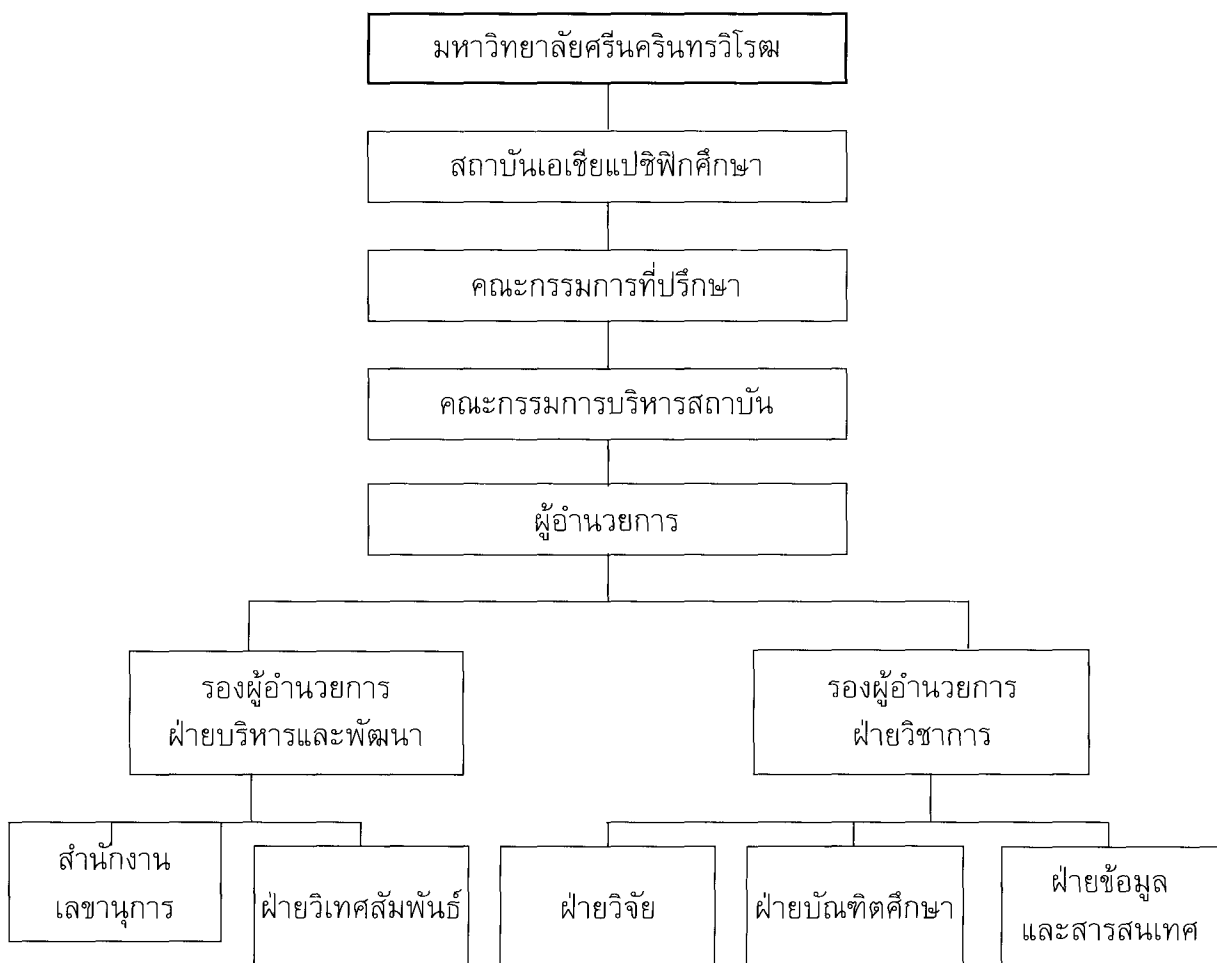 มหาวิทยาลัยศรีนครินทรวิโรฒ
สถาบันเอเชียแปซิฟิกศึกษา
คณะกรรมการที่ปรึกษา
คณะกรรมการบริหารสถาบัน
ผู้อำนวยการ
รองผู้อำนวยการ
ฝ่ายบริหารและพัฒนา
รองผู้อำนวยการ
ฝ่ายวิชาการ
สำนักงาน
เลขานุการ
ฝ่ายวิเทศสัมพันธ์
ฝ่ายวิจัย
ฝ่ายบัณฑิตศึกษา
ฝ่ายข้อมูล
และสารสนเทศ